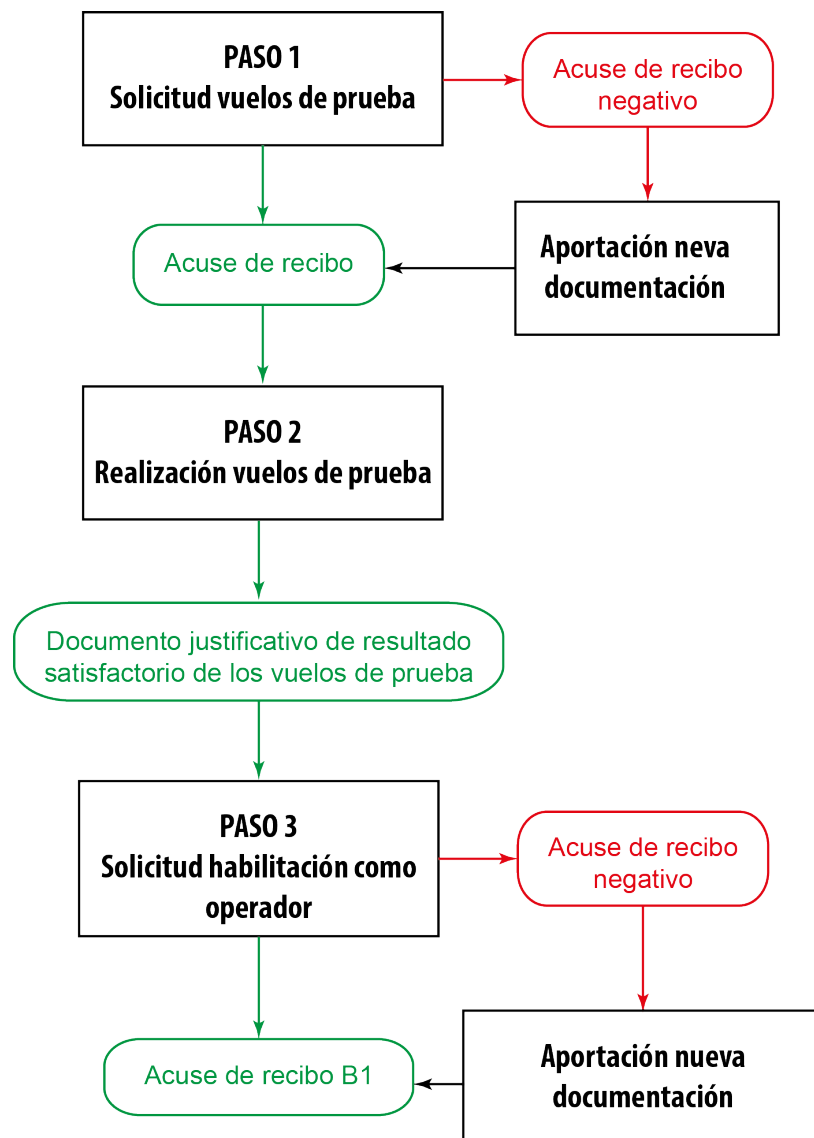 PASO 1
Solicitud vuelos de prueba
Acuse de recibo
negativo
Acuse de recibo
Aportación neva
documentación
PASO 2
Realización vuelos de prueba
Documento justificativo de resultado
satisfactorio de los vuelos de prueba
PASO 3
Solicitud habilitación como
operador
Acuse de recibo
negativo
Acuse de recibo B1
Aportación nueva
documentación